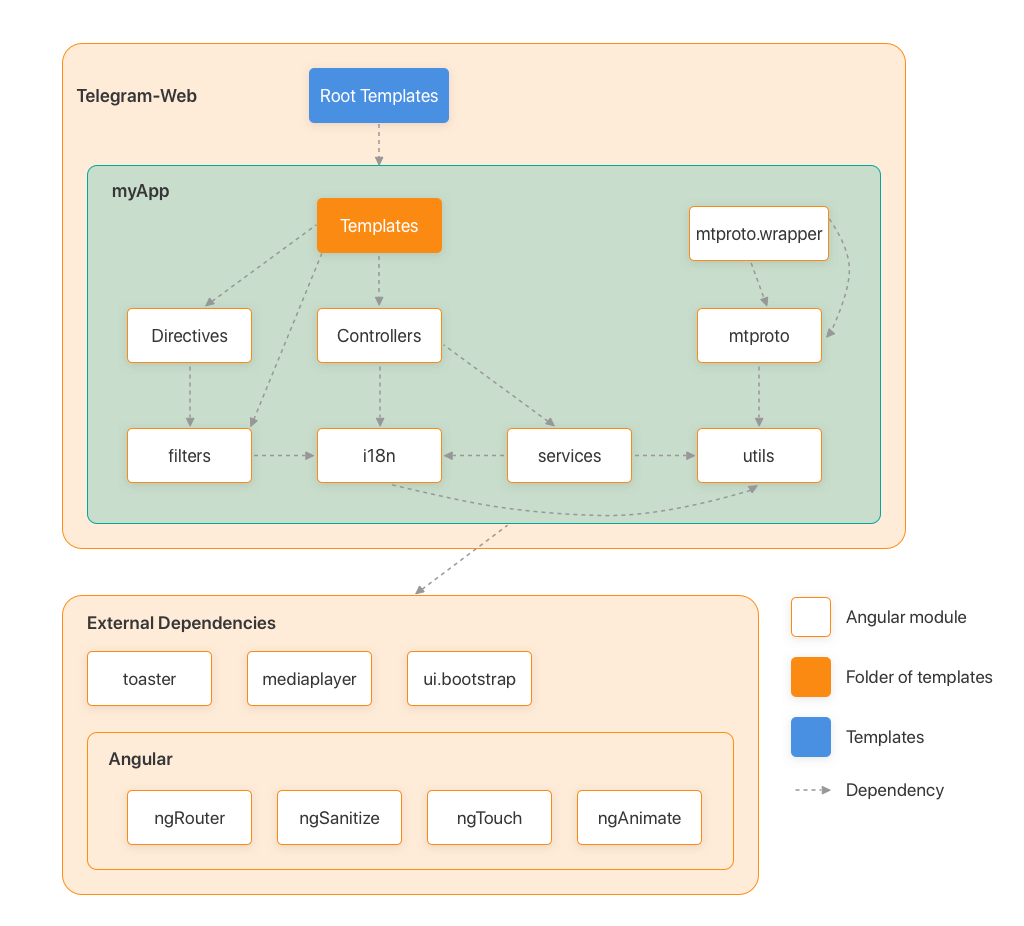 Telegram-Web
Root Templates
myApp
Templates
mtproto.wrapper
Directives
Controllers
mtproto
filters
i18n
services
utils
External Dependencies
toaster
mediaplayer
ui.bootstrap
Angular
ngRouter
ngSanitize
ngTouch
ngAnimate
Angular module
Folder of templates
Templates
Dependency